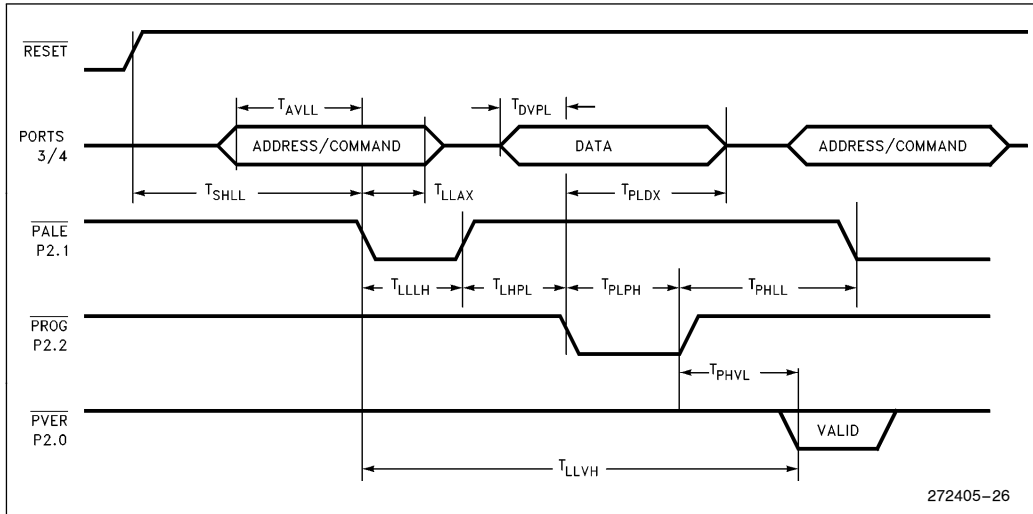 RESET
PORTS
3/4
T_AVLL
T_DVPL
ADDRESS/COMMAND
DATA
ADDRESS/COMMAND
T_SHLL
T_LLAX
T_PLDX
PALE
P2.1
T_LLLH
T_LHPL
T_PLPH
T_PHLL
PROG
P2.2
T_PHVL
PVER
P2.0
VALID
T_LLVH
272405-26